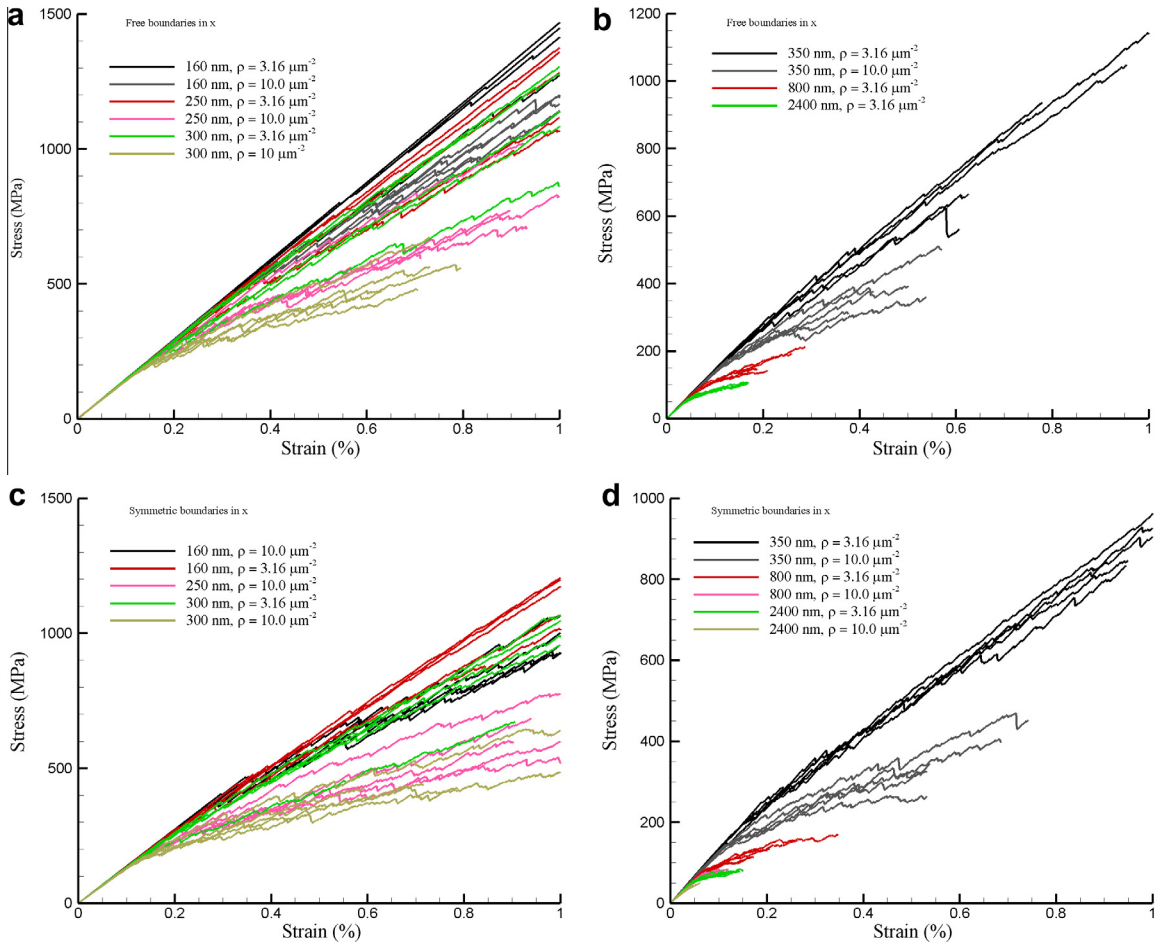 a
Free boundaries in x
160 nm, ρ = 3.16 μm-2
160 nm, ρ = 10.0 μm-2
250 nm, ρ = 3.16 μm-2
250 nm, ρ = 10.0 μm-2
300 nm, ρ = 3.16 μm-2
300 nm, ρ = 10 μm-2
Stress (MPa)
1500
1000
500
0
0 0.2 0.4 0.6 0.8 1
Strain (%)
b
Free boundaries in x
350 nm, ρ = 3.16 μm-2
350 nm, ρ = 10.0 μm-2
800 nm, ρ = 3.16 μm-2
2400 nm, ρ = 3.16 μm-2
Stress (MPa)
1200
1000
800
600
400
200
0
0 0.2 0.4 0.6 0.8 1
Strain (%)
c
Symmetric boundaries in x
160 nm, ρ = 10.0 μm-2
160 nm, ρ = 3.16 μm-2
250 nm, ρ = 10.0 μm-2
300 nm, ρ = 3.16 μm-2
300 nm, ρ = 10.0 μm-2
Stress (MPa)
1500
1000
500
0
0 0.2 0.4 0.6 0.8 1
Strain (%)
d
Symmetric boundaries in x
350 nm, ρ = 3.16 μm-2
350 nm, ρ = 10.0 μm-2
800 nm, ρ = 3.16 μm-2
800 nm, ρ = 10.0 μm-2
2400 nm, ρ = 3.16 μm-2
2400 nm, ρ = 10.0 μm-2
Stress (MPa)
1000
800
600
400
200
0
0 0.2 0.4 0.6 0.8 1
Strain (%)